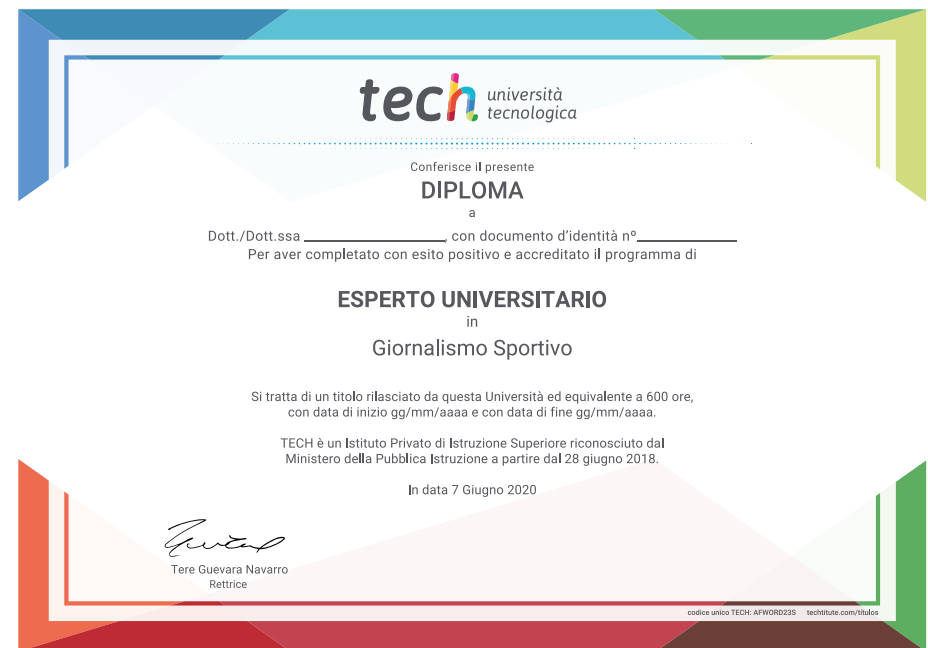 tech università
tecnologica
Conferisce il presente
DIPLOMA
a
Dott./Dott.ssa ____________________, con documento d'identità nº______________
Per aver completato con esito positivo e accreditato il programma di
ESPERTO UNIVERSITARIO
in
Giornalismo Sportivo
Si tratta di un titolo rilasciato da questa Università ed equivalente a 600 ore,
con data di inizio gg/mm/aaaa e con data di fine gg/mm/aaaa.
TECH è un Istituto Privato di Istruzione Superiore riconosciuto dal
Ministero della Pubblica Istruzione a partire dal 28 giugno 2018.
In data 7 Giugno 2020
Tere Guevara Navarro
Rettrice
codice unico TECH: AFWORD23S techtitute.com/titulos